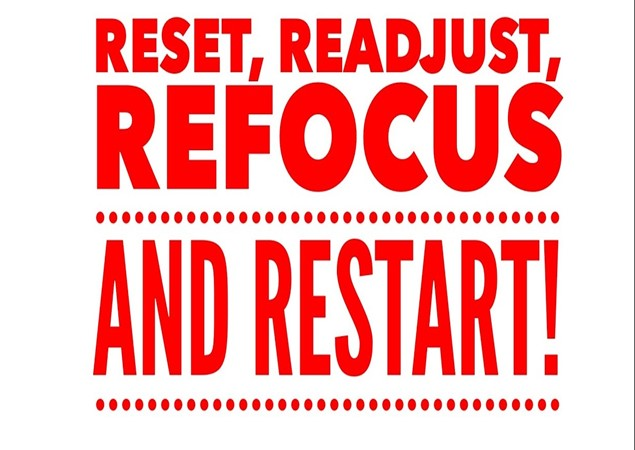 RESET, READJUST,
REFOCUS
AND RESTART!